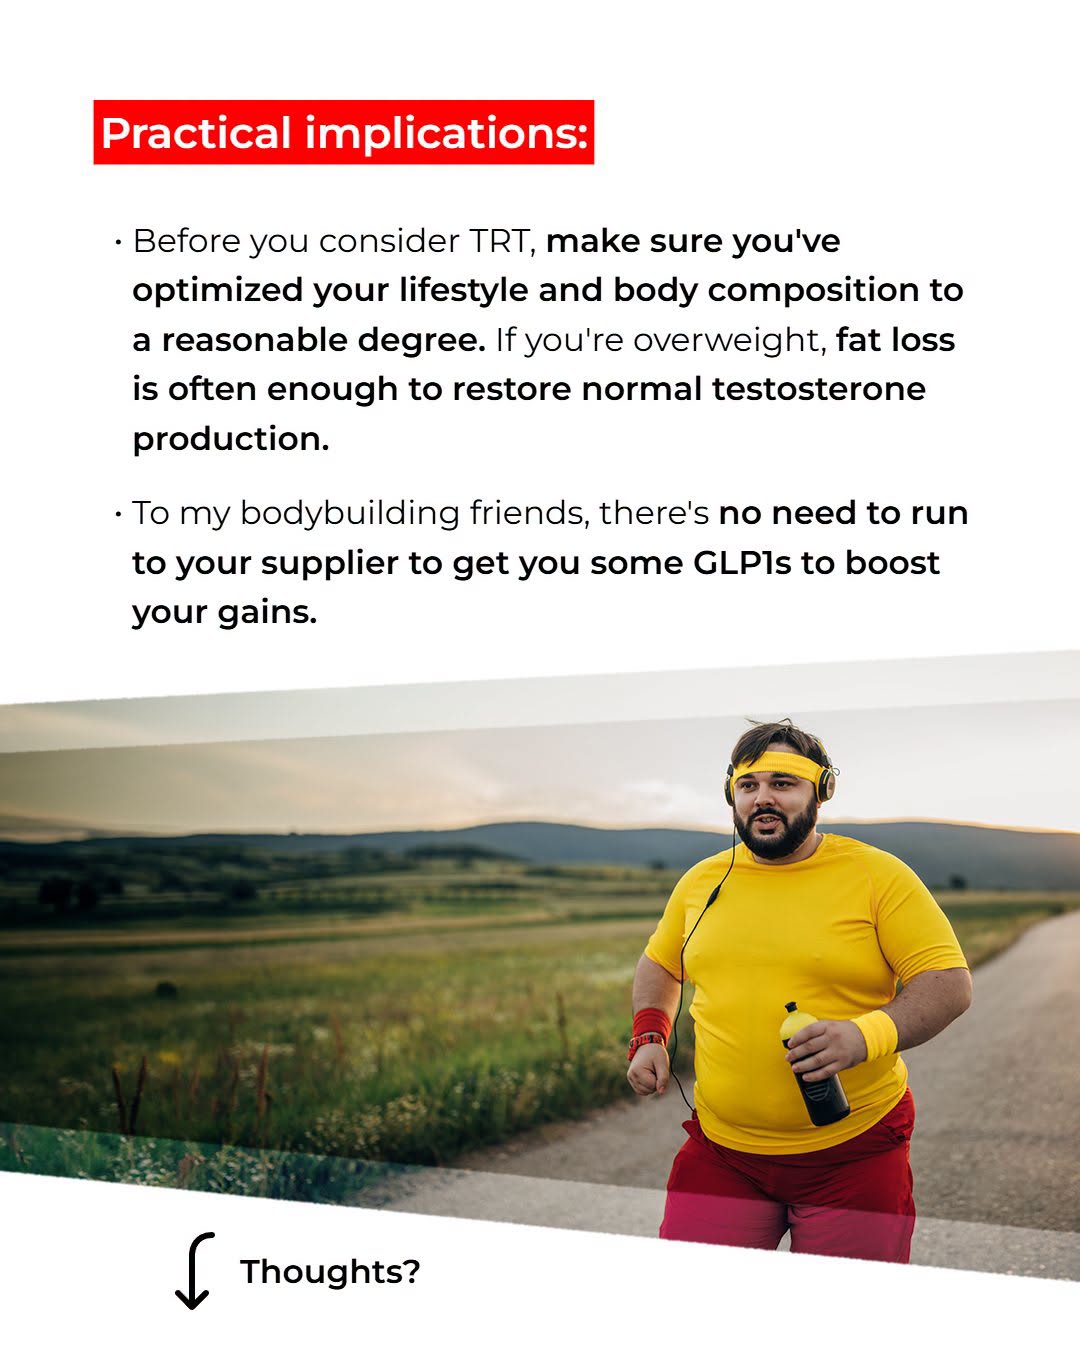 Practical implications:
· Before you consider TRT, make sure you've
optimized your lifestyle and body composition to
a reasonable degree. If you're overweight, fat loss
is often enough to restore normal testosterone
production.
· To my bodybuilding friends, there's no need to run
to your supplier to get you some GLP1s to boost
your gains.
Thoughts?